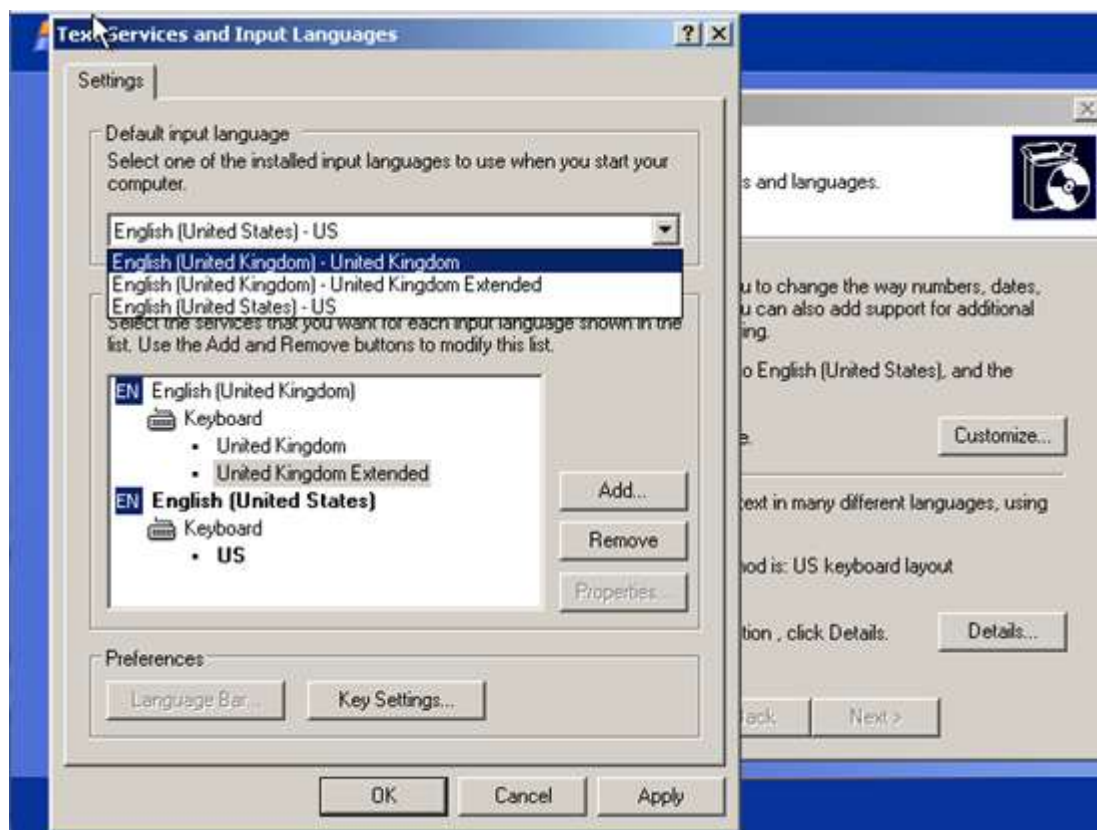 Text Services and Input Languages
Settings
Default input language
Select one of the installed input languages to use when you start your
computer.
English (United States) - US
English (United Kingdom) - United Kingdom
English (United Kingdom) - United Kingdom Extended
English (United States) - US
Select the services that you want for each input language shown in the
list. Use the Add and Remove buttons to modify this list.
EN English (United Kingdom)
Keyboard
• United Kingdom
• United Kingdom Extended
EN English (United States)
Keyboard
• US
Add...
Remove
Properties...
Preferences
Language Bar...
Key Settings...
OK
Cancel
Apply
s and languages.
u to change the way numbers, dates,
u can also add support for additional
ing.
o English (United States), and the
e.
Customize...
text in many different languages, using
hod is: US keyboard layout
tion , click Details.
Details...
Back
Next >